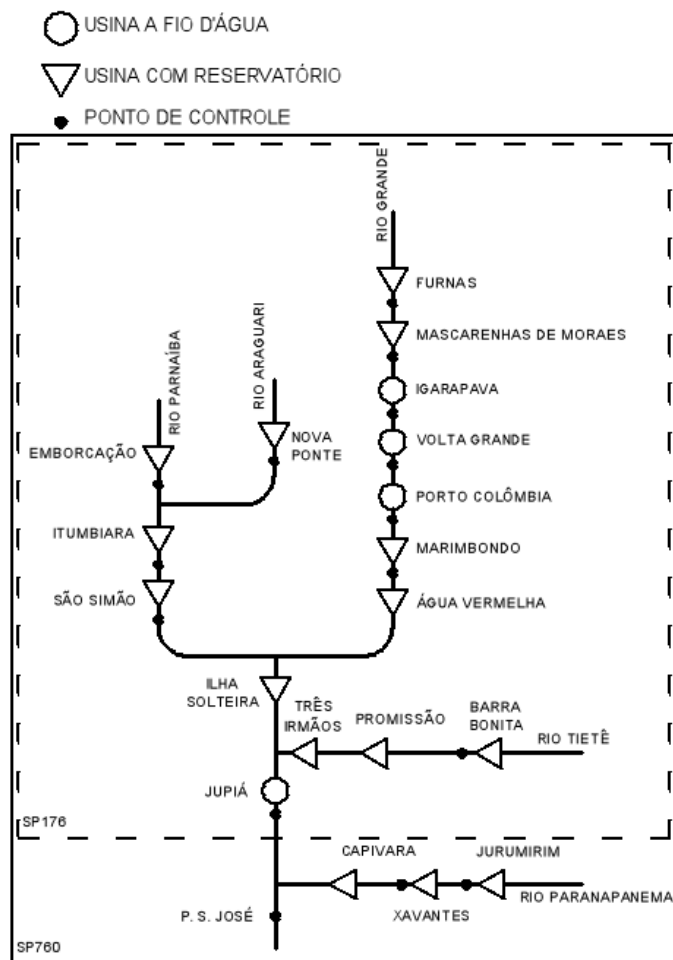 USINA A FIO D'ÁGUA
USINA COM RESERVATÓRIO
PONTO DE CONTROLE
RIO GRANDE
FURNAS
MASCARENHAS DE MORAES
RIO PARNAÍBA
RIO ARAGUARI
IGARAPAVA
EMBORCAÇÃO
NOVA
PONTE
VOLTA GRANDE
PORTO COLÔMBIA
ITUMBIARA
MARIMBONDO
SÃO SIMÃO
ÁGUA VERMELHA
ILHA
SOLTEIRA
TRÊS
IRMÃOS
PROMISSÃO
BARRA
BONITA
RIO TIETÊ
JUPIÁ
SP176
CAPIVARA
JURUMIRIM
RIO PARANAPANEMA
P. S. JOSÉ
XAVANTES
SP760